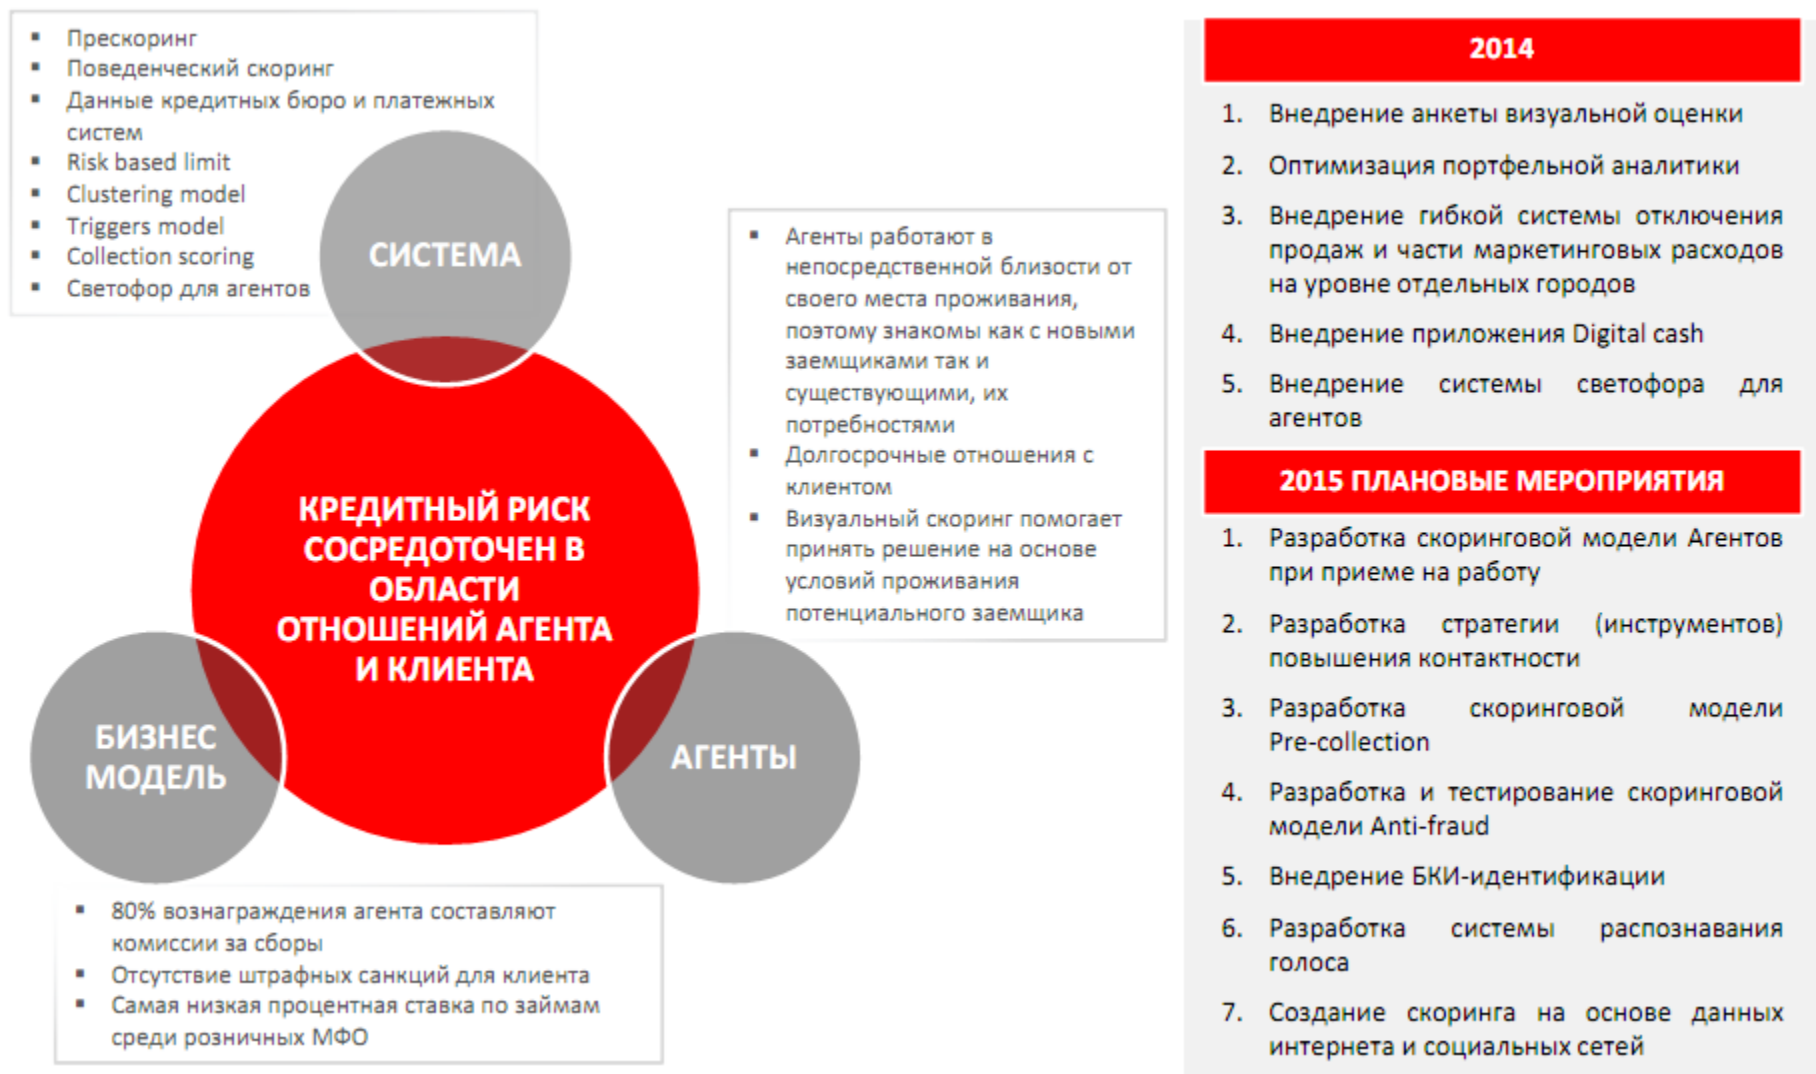 Прескоринг
Поведенческий скоринг
Данные кредитных бюро и платежных
систем
Risk based limit
Clustering model
Triggers model
Collection scoring
Светофор для агентов
СИСТЕМА
КРЕДИТНЫЙ РИСК
СОСРЕДОТОЧЕН В
ОБЛАСТИ
ОТНОШЕНИЙ АГЕНТА
И КЛИЕНТА
БИЗНЕС
МОДЕЛЬ
АГЕНТЫ
Агенты работают в
непосредственной близости от
своего места проживания,
поэтому знакомы как с новыми
заемщиками так и
существующими, их
потребностями
Долгосрочные отношения с
клиентом
Визуальный скоринг помогает
принять решение на основе
условий проживания
потенциального заемщика
80% вознаграждения агента составляют
комиссии за сборы
Отсутствие штрафных санкций для клиента
Самая низкая процентная ставка по займам
среди розничных МФО
2014
1. Внедрение анкеты визуальной оценки
2. Оптимизация портфельной аналитики
3. Внедрение гибкой системы отключения
продаж и части маркетинговых расходов
на уровне отдельных городов
4. Внедрение приложения Digital cash
5. Внедрение системы светофора для
агентов
2015 ПЛАНОВЫЕ МЕРОПРИЯТИЯ
1. Разработка скоринговой модели Агентов
при приеме на работу
2. Разработка стратегии (инструментов)
повышения контактности
3. Разработка скоринговой модели
Pre-collection
4. Разработка и тестирование скоринговой
модели Anti-fraud
5. Внедрение БКИ-идентификации
6. Разработка системы распознавания
голоса
7. Создание скоринга на основе данных
интернета и социальных сетей